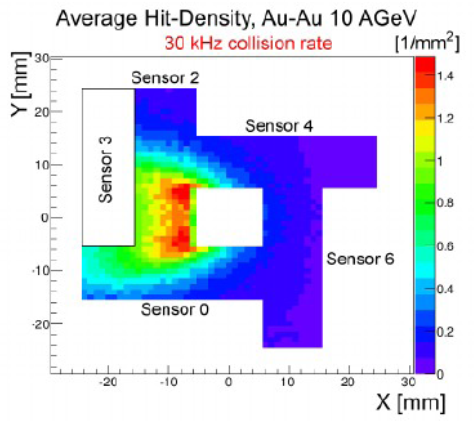 Average Hit-Density, Au-Au 10 AGeV
30 kHz collision rate
[1/mm²]
Y [mm]
30
20
10
0
-10
-20
Sensor 2
Sensor 4
Sensor 3
Sensor 6
Sensor 0
1.4
1.2
1
0.8
0.6
0.4
0.2
0
-20 -10 0 10 20 30
X [mm]